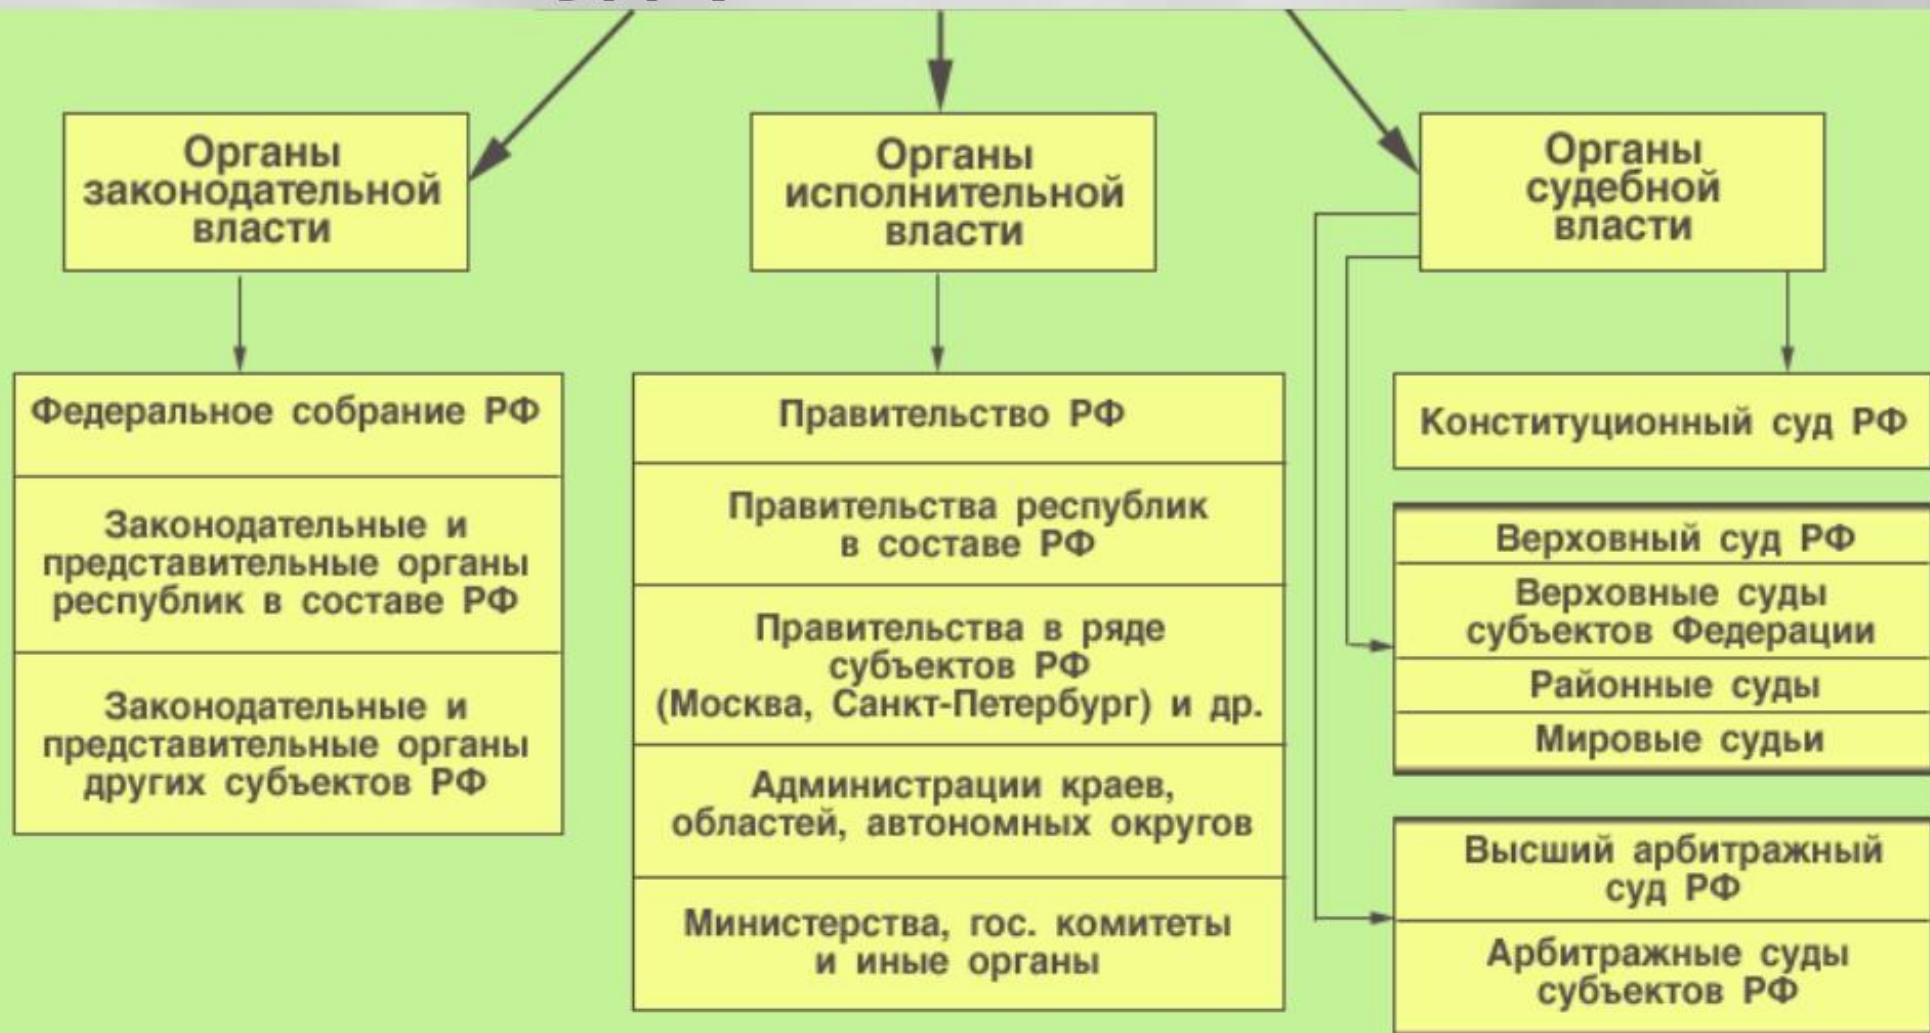 Органы
законодательной
власти
Федеральное собрание РФ
Законодательные и
представительные органы
республик в составе РФ
Законодательные и
представительные органы
других субъектов РФ
Органы
исполнительной
власти
Правительство РФ
Правительства республик
в составе РФ
Правительства в ряде
субъектов РФ
(Москва, Санкт-Петербург) и др.
Администрации краев,
областей, автономных округов
Министерства, гос. комитеты
и иные органы
Органы
судебной
власти
Конституционный суд РФ
Верховный суд РФ
Верховные суды
субъектов Федерации
Районные суды
Мировые судьи
Высший арбитражный
суд РФ
Арбитражные суды
субъектов РФ